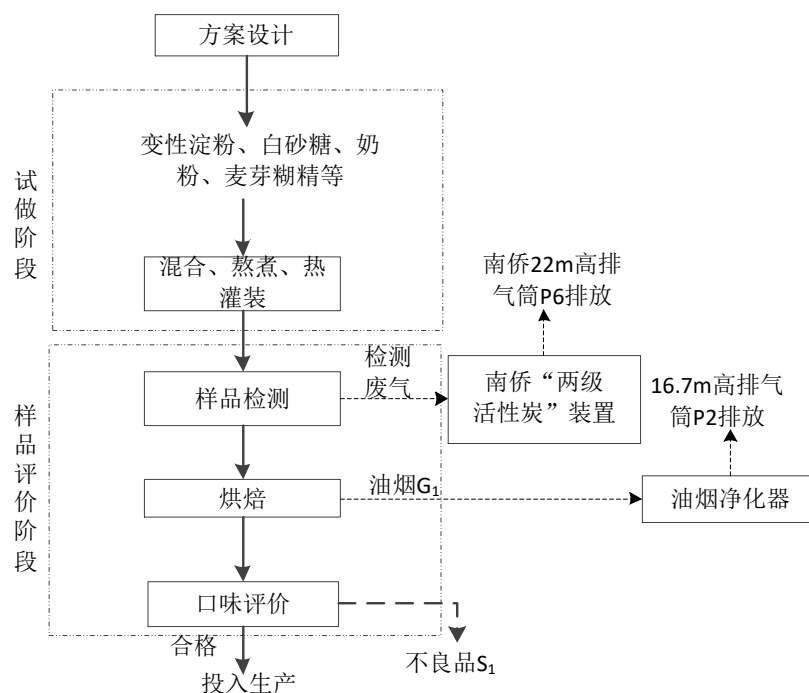 方案设计
试做阶段
变性淀粉、白砂糖、奶
粉、麦芽糊精等
混合、熬煮、热
灌装
南侨22m高排
气筒P6排放
样品评价阶段
样品检测
检测
废气
南侨“两级
活性炭”装置
16.7m高排气
筒P2排放
烘焙
油烟G₁
油烟净化器
口味评价
合格
不良品S₁
投入生产